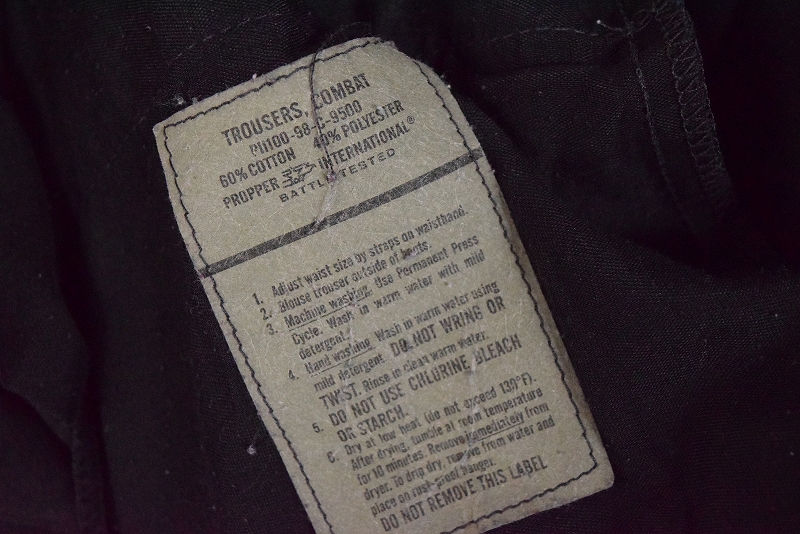 TROUSERS, COMBAT
PU100-98-C-9500
60% COTTON 40% POLYESTER
PROPPER INTERNATIONAL®
BATTLE TESTED
1. Adjust waist size by straps on waistband.
2. Blouse trouser outside of boots.
3. Machine washing. Use Permanent Press
Cycle. Wash in warm water with mild
detergent.
4. Hand washing. Wash in warm water using
mild detergent. DO NOT WRING OR
TWIST. Rinse in clean warm water.
5. DO NOT USE CHLORINE BLEACH
OR STARCH.
6. Dry at low heat (do not exceed 130°F).
After drying, tumble at room temperature
for 10 minutes. Remove immediately from
dryer. To drip dry, remove from water and
place on rust-proof hanger.
DO NOT REMOVE THIS LABEL